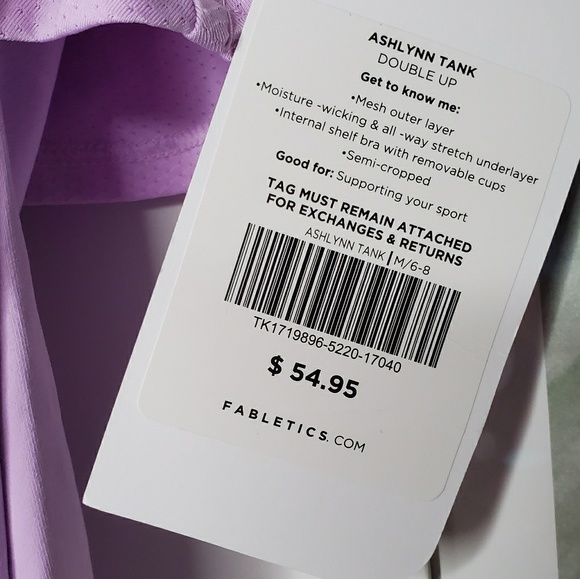 ASHLYNN TANK
DOUBLE UP
Get to know me:
•Mesh outer layer
•Moisture -wicking & all -way stretch underlayer
•Internal shelf bra with removable cups
•Semi-cropped
Good for: Supporting your sport
TAG MUST REMAIN ATTACHED
FOR EXCHANGES & RETURNS
ASHLYNN TANK | M/6-8
TK1719896-5220-17040
$ 54.95
FABLETICS.COM